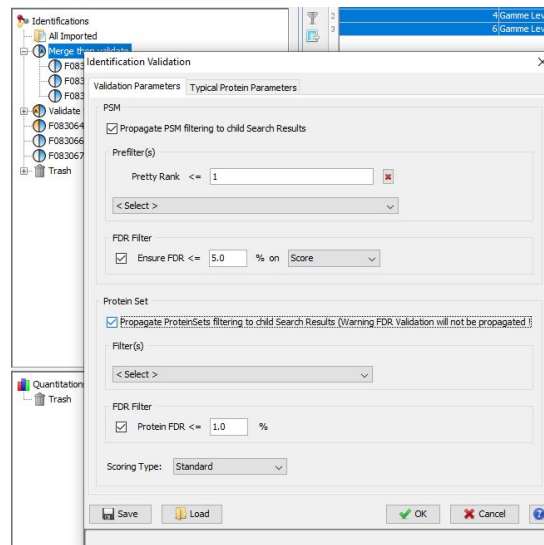 Identifications
All Imported
Merge then validate
F083
F083
F083
Validate
F083064
F083066
F083067
Trash
2 4 Gamme Lev
3 6 Gamme Lev
Identification Validation
Validation Parameters Typical Protein Parameters
PSM
Propagate PSM filtering to child Search Results
Prefilter(s)
Pretty Rank <= 1
< Select >
FDR Filter
Ensure FDR <= 5.0 % on Score
Protein Set
Propagate ProteinSets filtering to child Search Results (Warning FDR Validation will not be propagated !
Filter(s)
< Select >
FDR Filter
Protein FDR <= 1.0 %
Scoring Type: Standard
Save Load OK Cancel ?
Quantitations
Trash